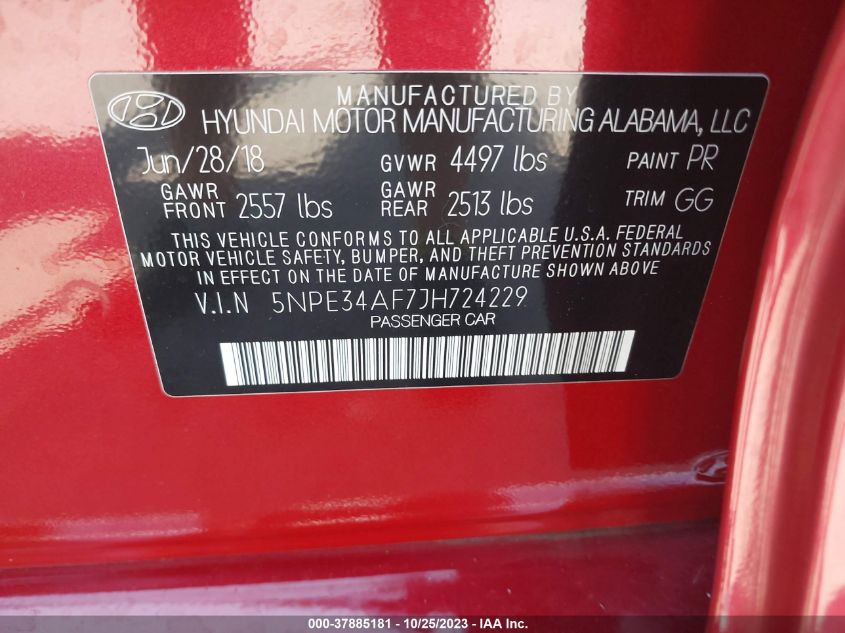 MANUFACTURED BY
HYUNDAI MOTOR MANUFACTURING ALABAMA, LLC
Jun/28/18 GVWR 4497 lbs PAINT PR
GAWR FRONT 2557 lbs GAWR REAR 2513 lbs TRIM GG
THIS VEHICLE CONFORMS TO ALL APPLICABLE U.S.A. FEDERAL
MOTOR VEHICLE SAFETY, BUMPER, AND THEFT PREVENTION STANDARDS
IN EFFECT ON THE DATE OF MANUFACTURE SHOWN ABOVE
V.I.N 5NPE34AF7JH724229
PASSENGER CAR
000-37885181 - 10/25/2023 - IAA Inc.